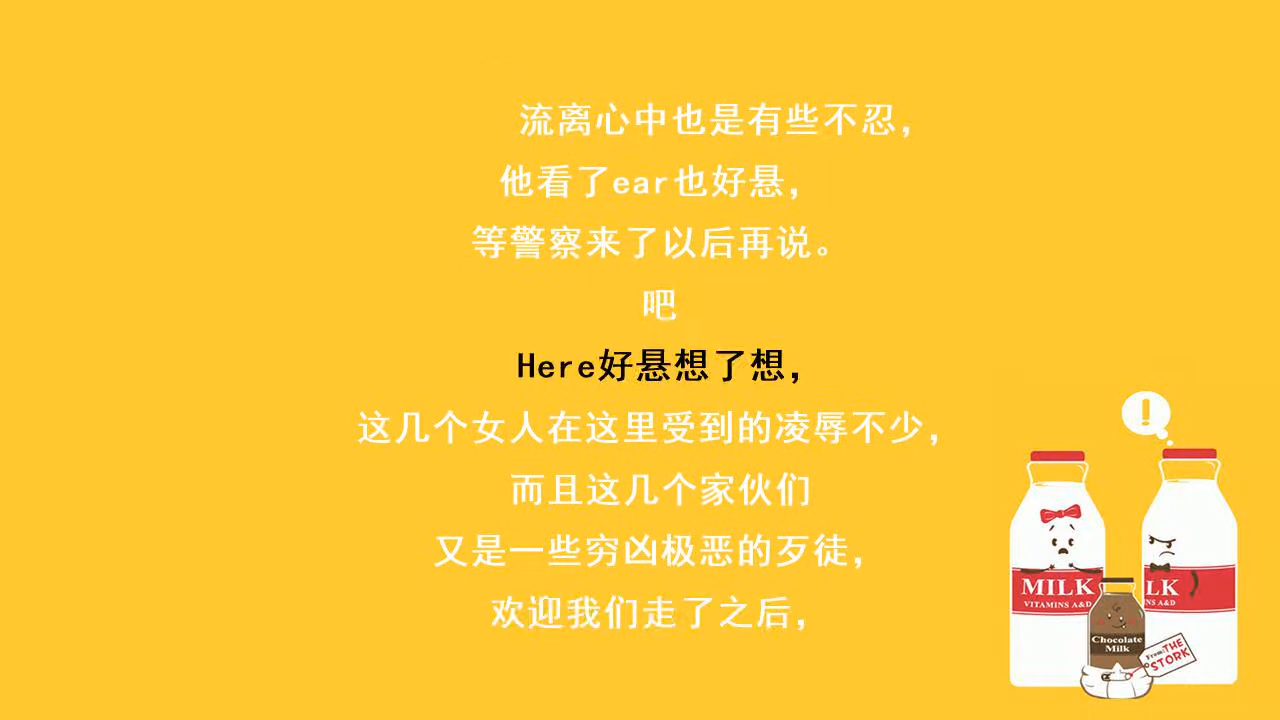 流离心中也是有些不忍，
他看了ear也好悬，
等警察来了以后再说。
吧
Here好悬想了想，
这几个女人在这里受到的凌辱不少，
而且这几个家伙们
又是一些穷凶极恶的歹徒，
欢迎我们走了之后，
!
MILK
VITAMINS A&D
LK
NS A&D
Chocolate
Milk
From: THE
STORK